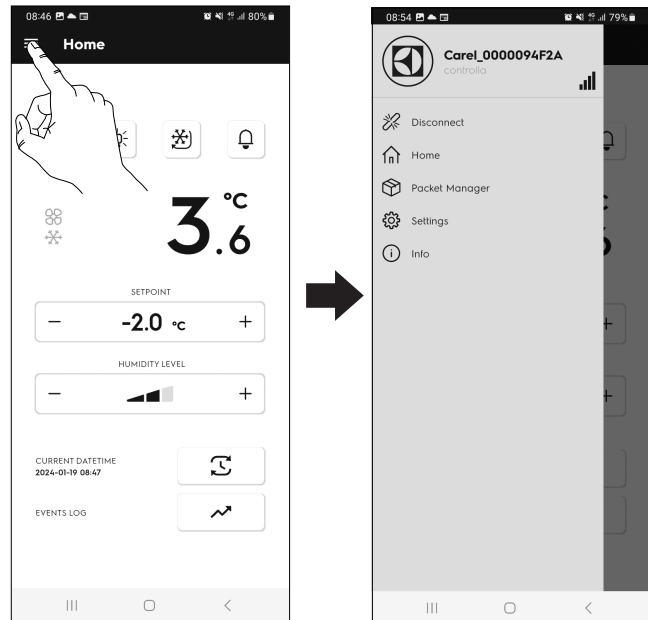 08:46
80%
Home
3.6 °C
SETPOINT
− -2.0 °C +
HUMIDITY LEVEL
− +
CURRENT DATETIME
2024-01-19 08:47
EVENTS LOG
08:54
79%
Carel_0000094F2A
controlla
Disconnect
Home
Packet Manager
Settings
Info